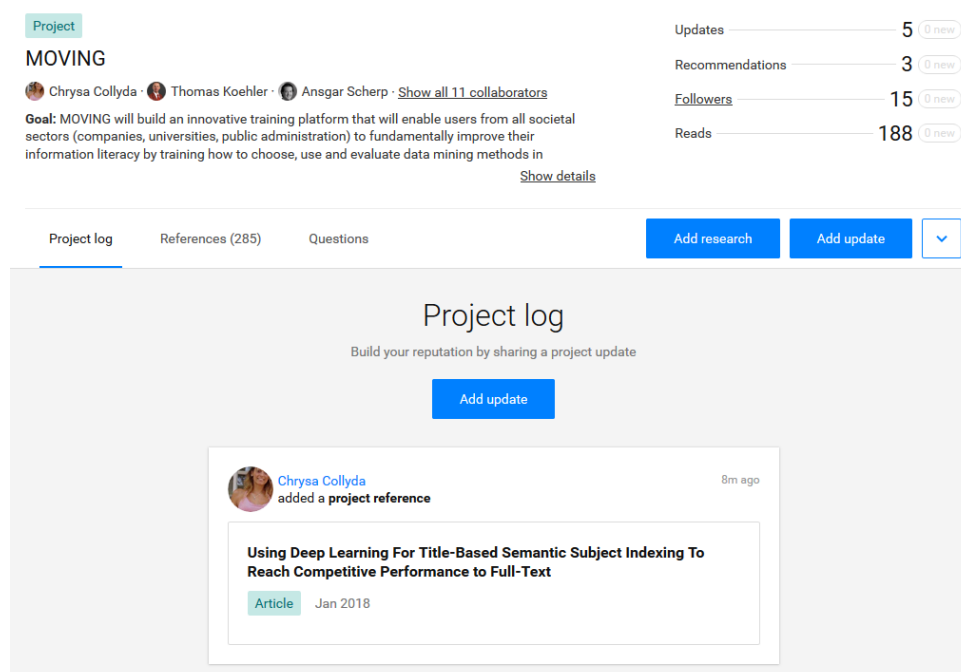 Project
MOVING
Chrysa Collyda · Thomas Koehler · Ansgar Scherp · Show all 11 collaborators
Goal: MOVING will build an innovative training platform that will enable users from all societal
sectors (companies, universities, public administration) to fundamentally improve their
information literacy by training how to choose, use and evaluate data mining methods in
Show details
Updates 5 0 new
Recommendations 3 0 new
Followers 15 0 new
Reads 188 0 new
Project log References (285) Questions Add research Add update
Project log
Build your reputation by sharing a project update
Add update
Chrysa Collyda 8m ago
added a project reference
Using Deep Learning For Title-Based Semantic Subject Indexing To
Reach Competitive Performance to Full-Text
Article Jan 2018